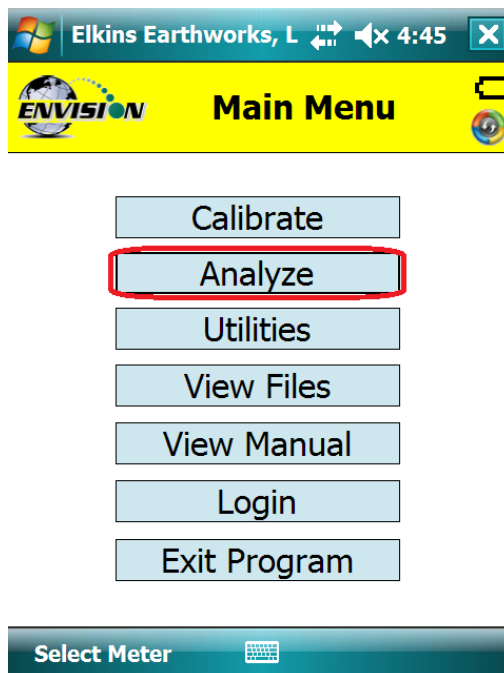 Elkins Earthworks, L 4:45
ENVISION
Main Menu
Calibrate
Analyze
Utilities
View Files
View Manual
Login
Exit Program
Select Meter